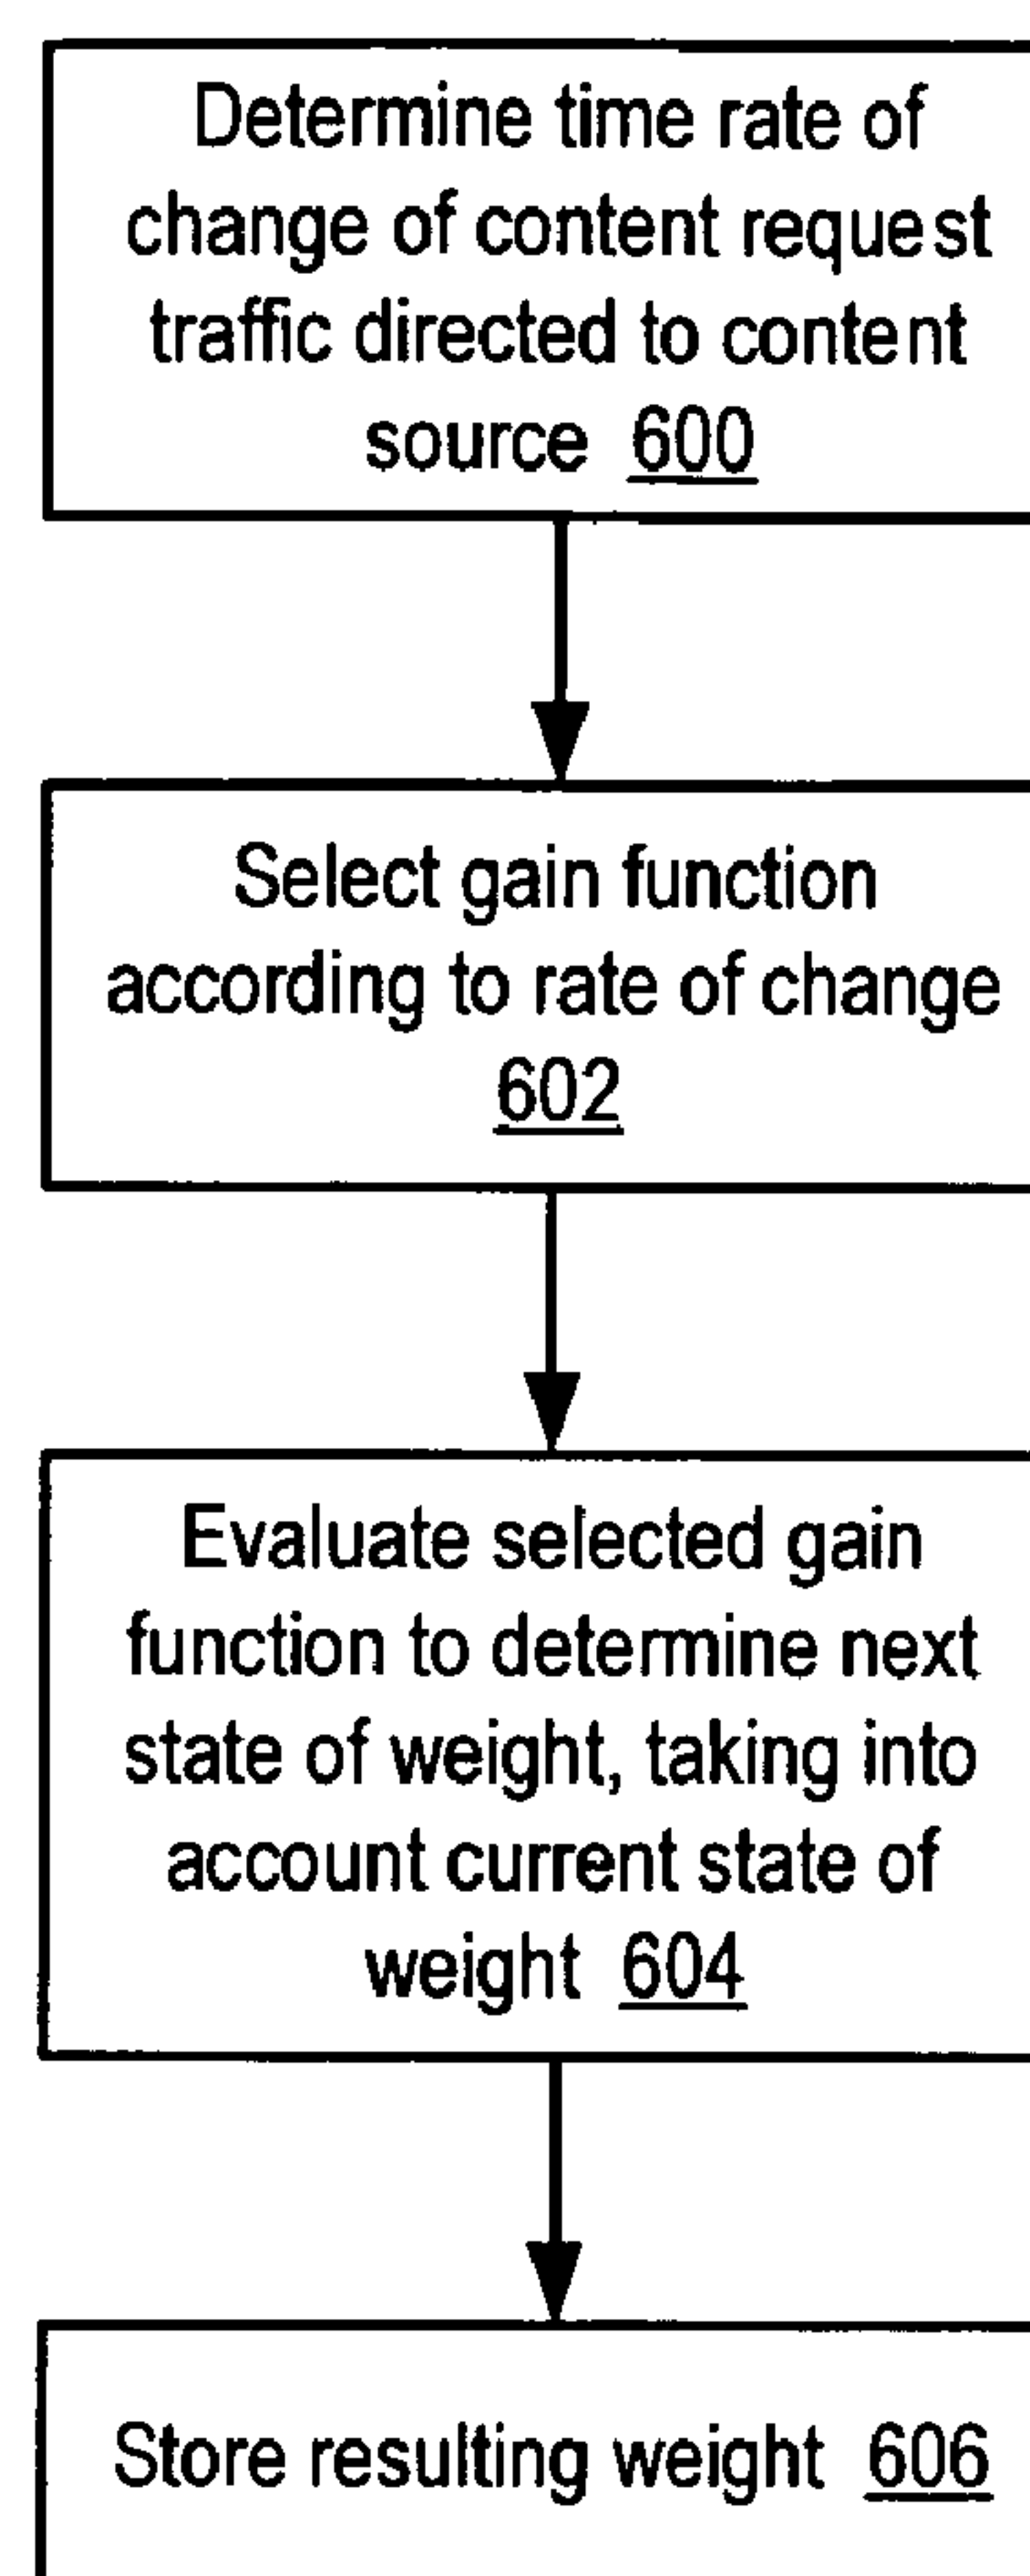 Determine time rate of
change of content request
traffic directed to content
source 600
Select gain function
according to rate of change
602
Evaluate selected gain
function to determine next
state of weight, taking into
account current state of
weight 604
Store resulting weight 606